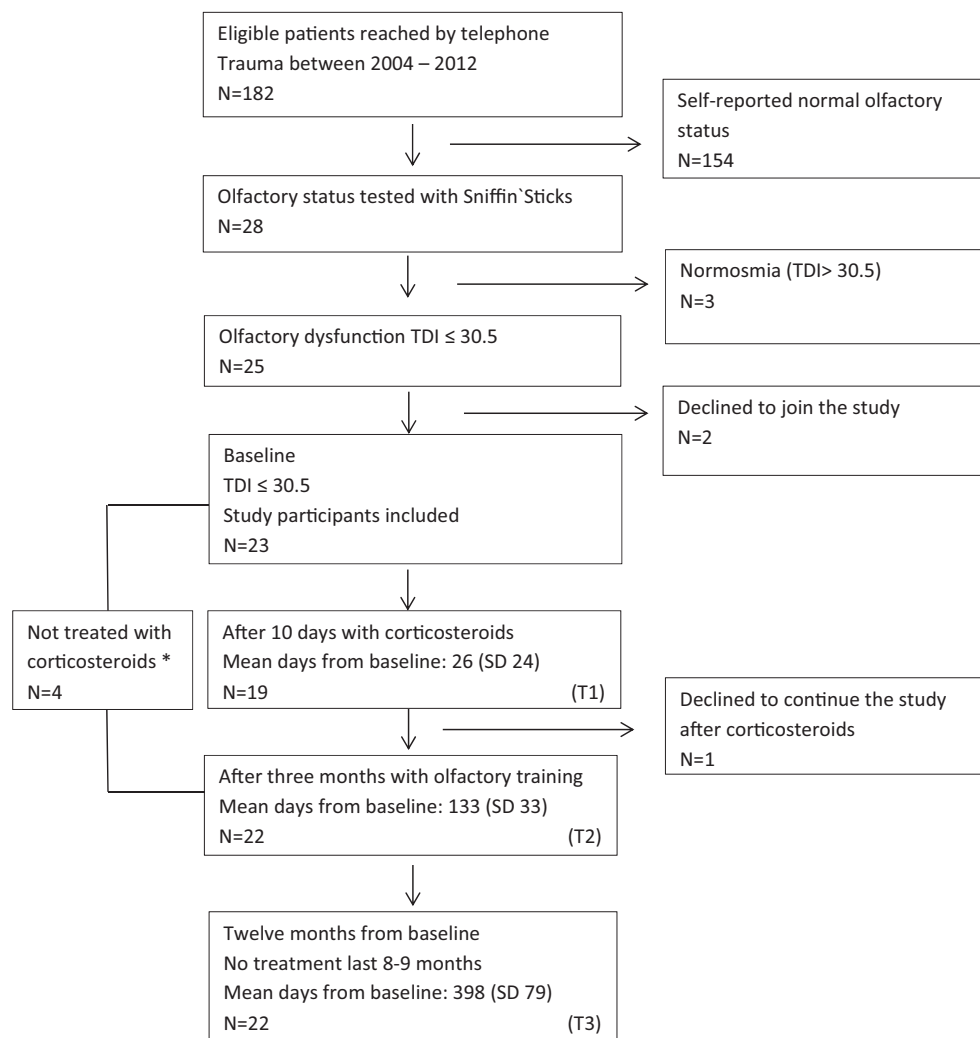 Eligible patients reached by telephone
Trauma between 2004 – 2012
N=182
Self-reported normal olfactory
status
N=154
Olfactory status tested with Sniffin`Sticks
N=28
Normosmia (TDI> 30.5)
N=3
Olfactory dysfunction TDI ≤ 30.5
N=25
Declined to join the study
N=2
Baseline
TDI ≤ 30.5
Study participants included
N=23
Not treated with
corticosteroids *
N=4
After 10 days with corticosteroids
Mean days from baseline: 26 (SD 24)
N=19 (T1)
Declined to continue the study
after corticosteroids
N=1
After three months with olfactory training
Mean days from baseline: 133 (SD 33)
N=22 (T2)
Twelve months from baseline
No treatment last 8-9 months
Mean days from baseline: 398 (SD 79)
N=22 (T3)